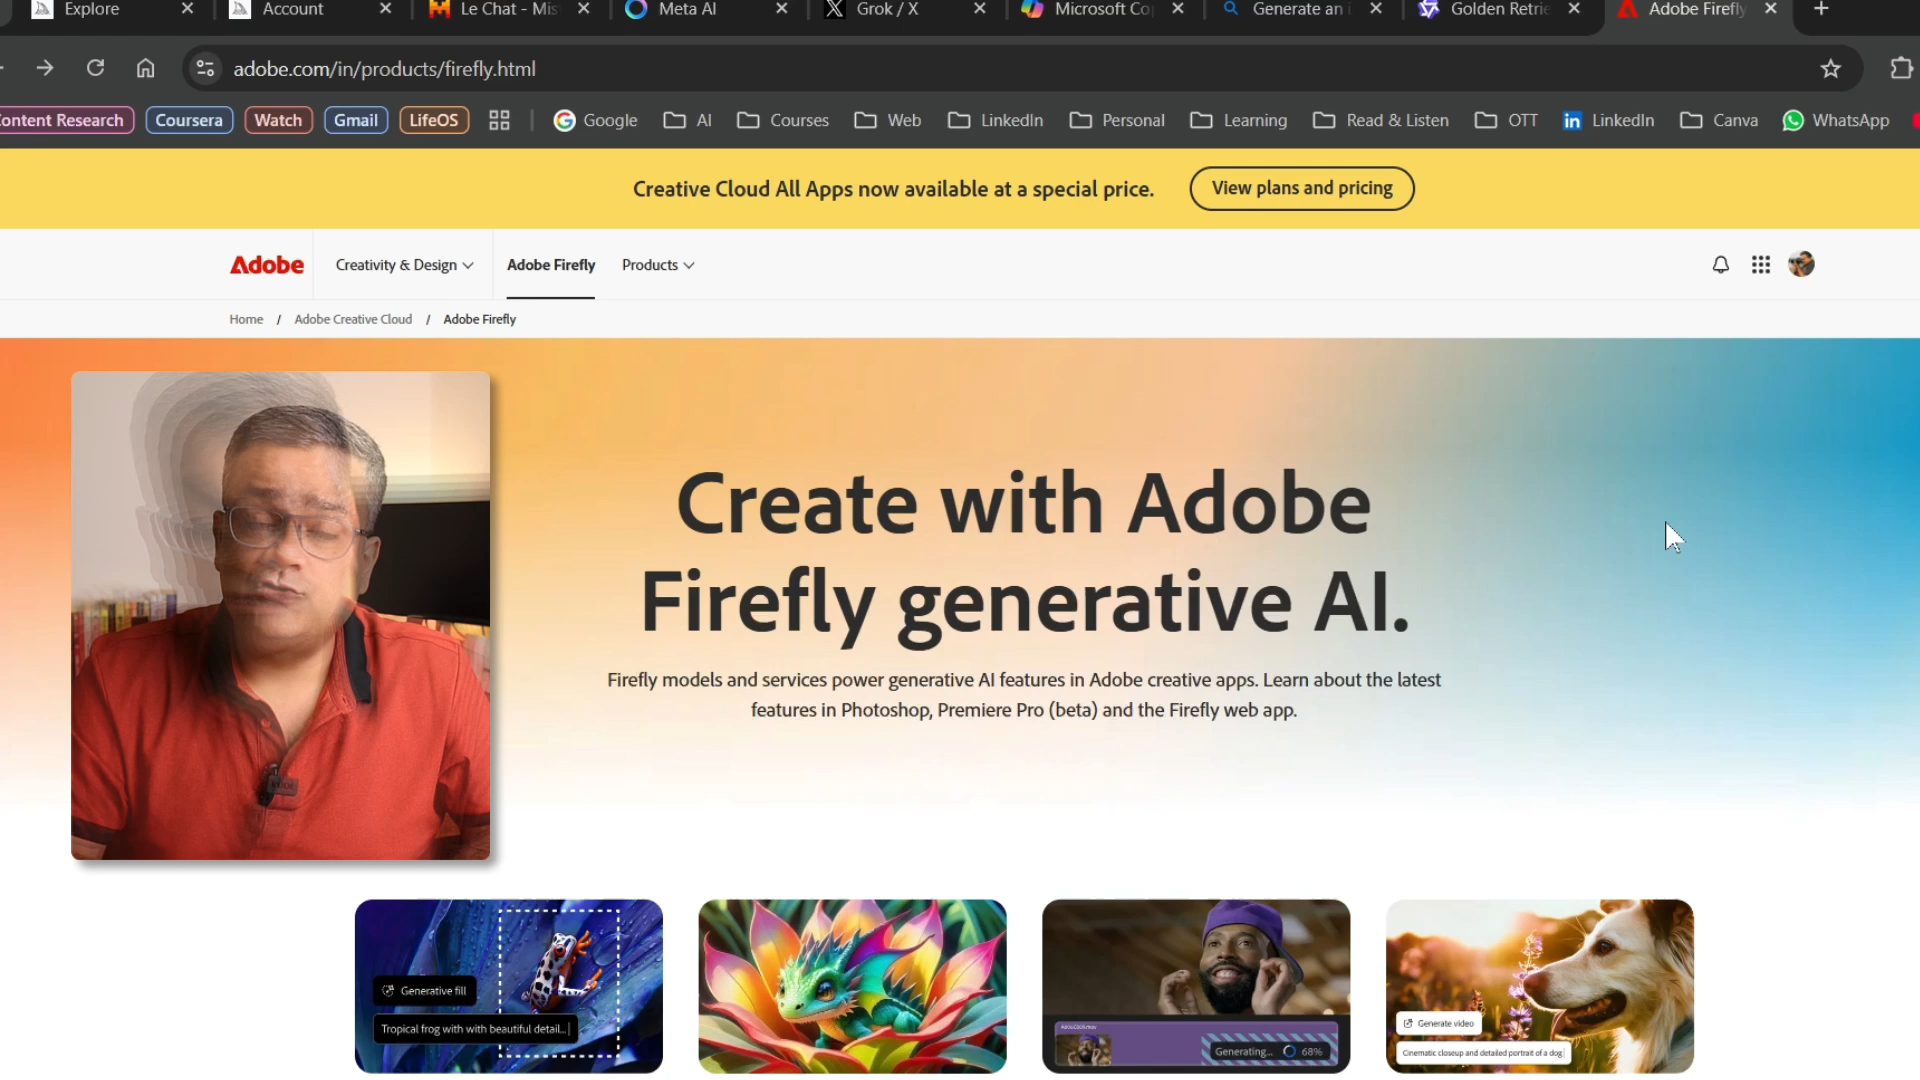 Explore
Account
Le Chat - Mis
Meta AI
Grok / X
Microsoft Co
Generate an i
Golden Retrie
Adobe Firefly
adobe.com/in/products/firefly.html
ontent Research
Coursera
Watch
Gmail
LifeOS
Google
AI
Courses
Web
LinkedIn
Personal
Learning
Read & Listen
OTT
LinkedIn
Canva
WhatsApp
Creative Cloud All Apps now available at a special price.
View plans and pricing
Adobe
Creativity & Design
Adobe Firefly
Products
Home / Adobe Creative Cloud / Adobe Firefly
Create with Adobe
Firefly generative AI.
Firefly models and services power generative AI features in Adobe creative apps. Learn about the latest
features in Photoshop, Premiere Pro (beta) and the Firefly web app.
Generative fill
Tropical frog with with beautiful detail...
Generating... 68%
Generate video
Cinematic closeup and detailed portrait of a dog